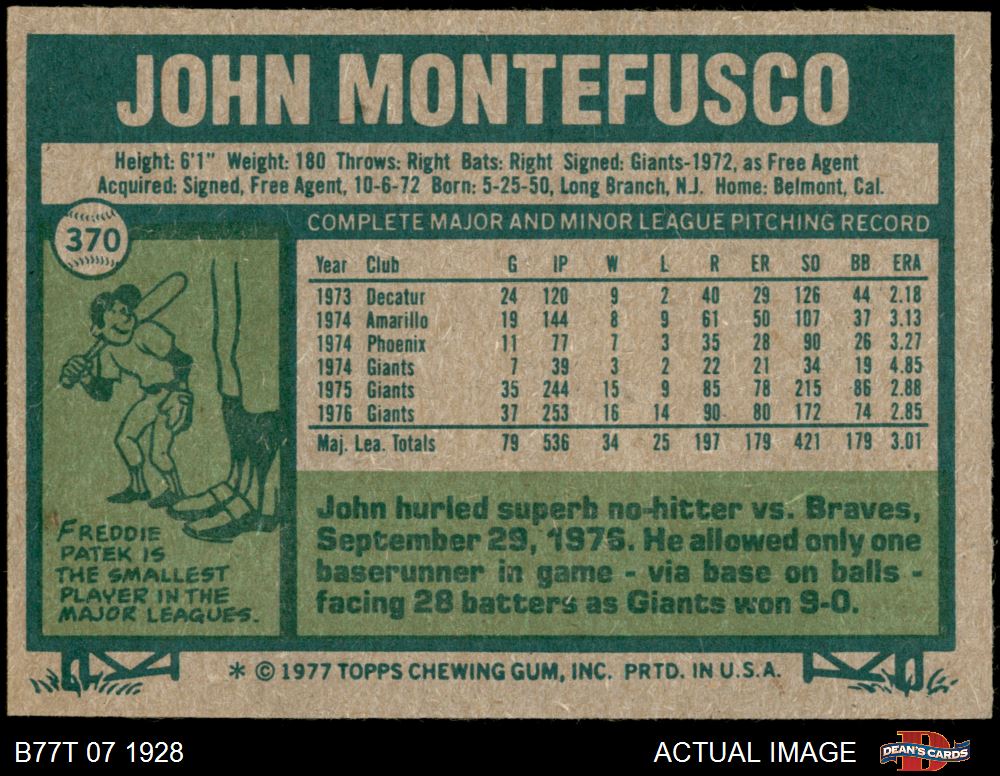 JOHN MONTEFUSCO
Height: 6'1" Weight: 180 Throws: Right Bats: Right Signed: Giants-1972, as Free Agent
Acquired: Signed, Free Agent, 10-6-72 Born: 5-25-50, Long Branch, N.J. Home: Belmont, Cal.
370
COMPLETE MAJOR AND MINOR LEAGUE PITCHING RECORD
Year Club G IP W L R ER SO BB ERA
1973 Decatur 24 120 9 2 40 29 126 44 2.18
1974 Amarillo 19 144 8 9 61 50 107 37 3.13
1974 Phoenix 11 77 7 3 35 28 90 26 3.27
1974 Giants 7 39 3 2 22 21 34 19 4.85
1975 Giants 35 244 15 9 85 78 215 86 2.88
1976 Giants 37 253 16 14 90 80 172 74 2.85
Maj. Lea. Totals 79 536 34 25 197 179 421 179 3.01
FREDDIE
PATEK IS
THE SMALLEST
PLAYER IN THE
MAJOR LEAGUES.
John hurled superb no-hitter vs. Braves,
September 29, 1976. He allowed only one
baserunner in game - via base on balls -
facing 28 batters as Giants won 9-0.
* © 1977 TOPPS CHEWING GUM, INC. PRTD. IN U.S.A.
B77T 07 1928 ACTUAL IMAGE DEAN'S CARDS